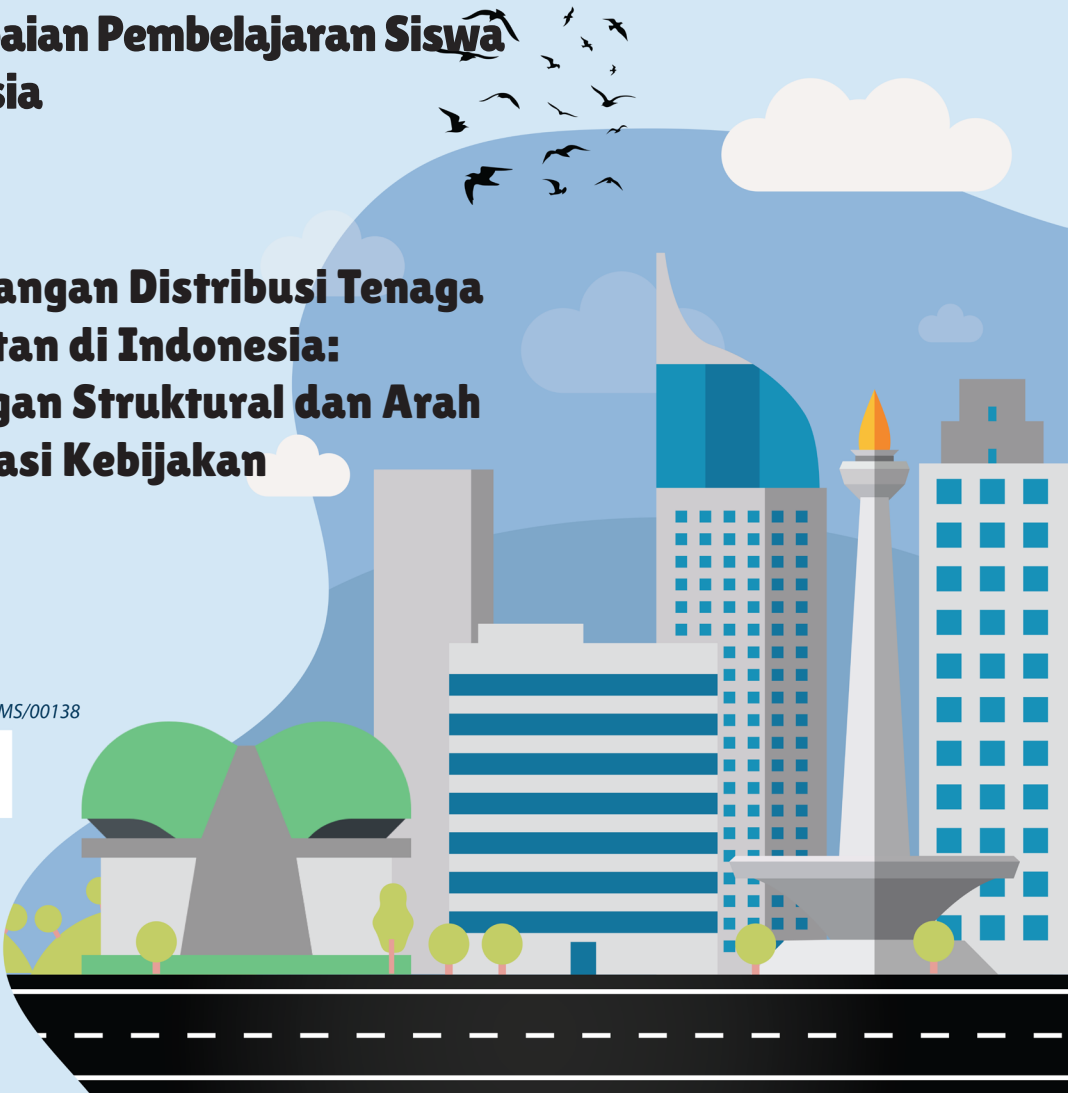 aian Pembelajaran Siswa
sia
angan Distribusi Tenaga
tan di Indonesia:
gan Struktural dan Arah
asi Kebijakan
MS/00138